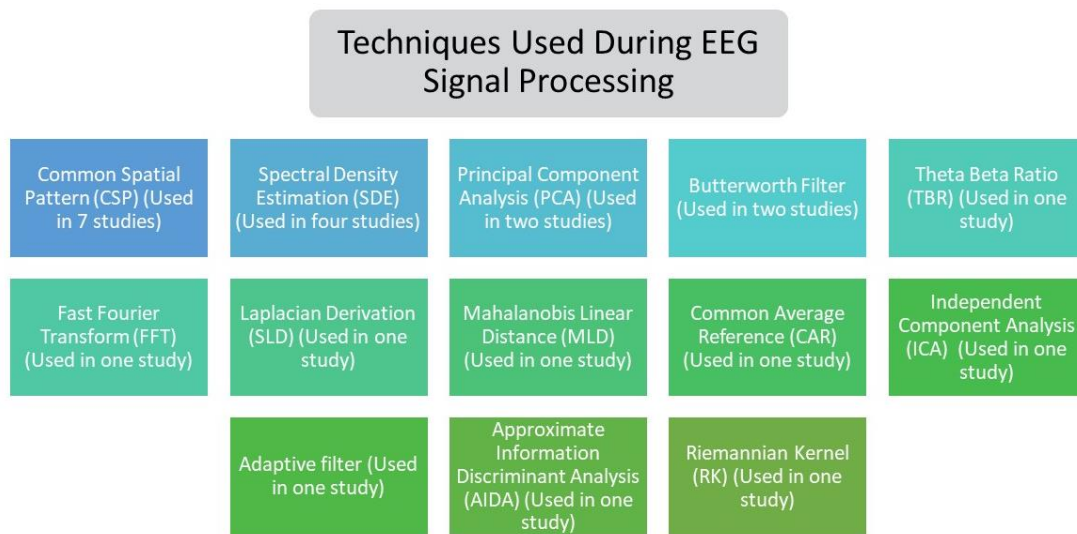 Techniques Used During EEG
Signal Processing
Common Spatial
Pattern (CSP) (Used
in 7 studies)
Spectral Density
Estimation (SDE)
(Used in four studies)
Principal Component
Analysis (PCA) (Used
in two studies)
Butterworth Filter
(Used in two studies)
Theta Beta Ratio
(TBR) (Used in one
study)
Fast Fourier
Transform (FFT)
(Used in one study)
Laplacian Derivation
(SLD) (Used in one
study)
Mahalanobis Linear
Distance (MLD)
(Used in one study)
Common Average
Reference (CAR)
(Used in one study)
Independent
Component Analysis
(ICA) (Used in one
study)
Adaptive filter (Used
in one study)
Approximate
Information
Discriminant Analysis
(AIDA) (Used in one
study)
Riemannian Kernel
(RK) (Used in one
study)